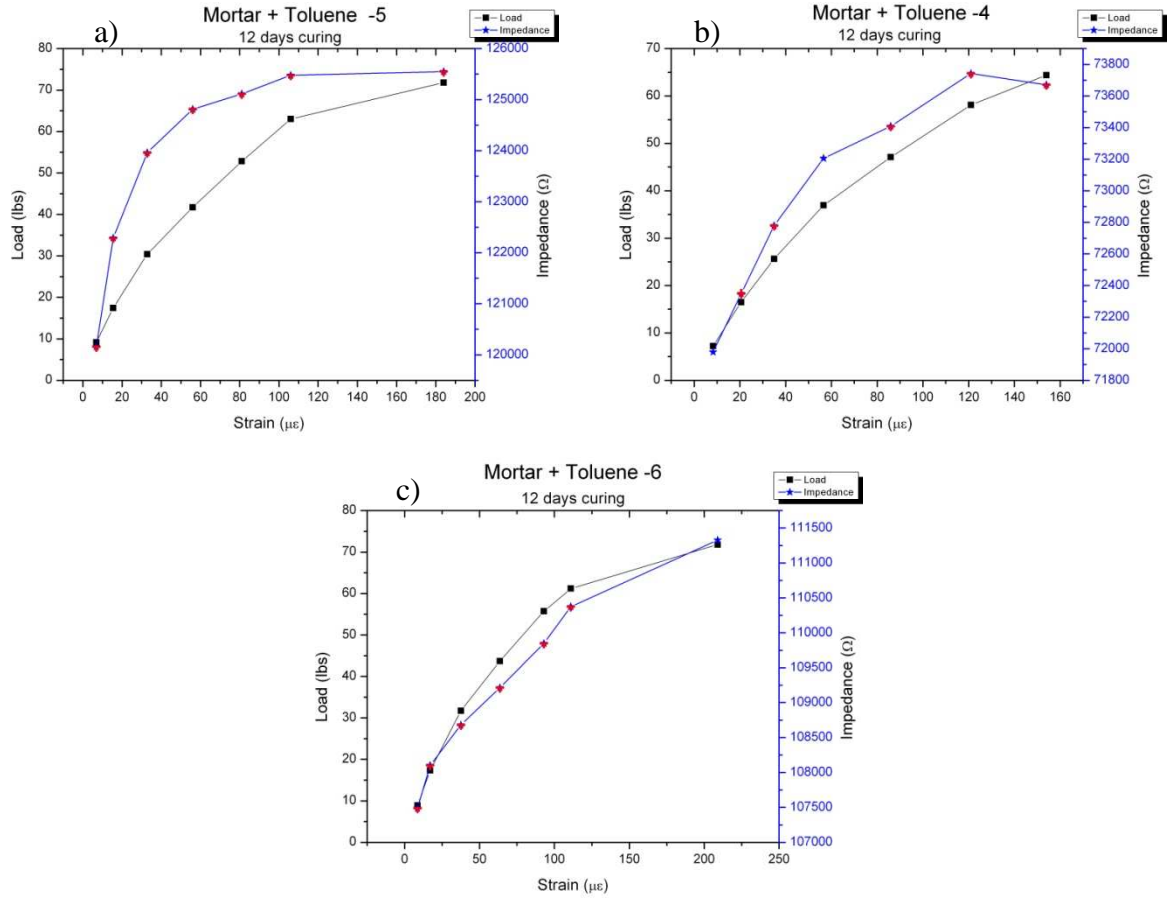 a)
Mortar + Toluene -5
12 days curing
Load
Impedance
80
70
60
50
40
30
20
10
0
Load (lbs)
126000
125000
124000
123000
122000
121000
120000
Impedance (Ω)
0 20 40 60 80 100 120 140 160 180 200
Strain (με)
b)
Mortar + Toluene -4
12 days curing
Load
Impedance
70
60
50
40
30
20
10
0
Load (lbs)
73800
73600
73400
73200
73000
72800
72600
72400
72200
72000
71800
Impedance (Ω)
0 20 40 60 80 100 120 140 160
Strain (με)
c)
Mortar + Toluene -6
12 days curing
Load
Impedance
80
70
60
50
40
30
20
10
0
Load (lbs)
111500
111000
110500
110000
109500
109000
108500
108000
107500
107000
Impedance (Ω)
0 50 100 150 200 250
Strain (με)